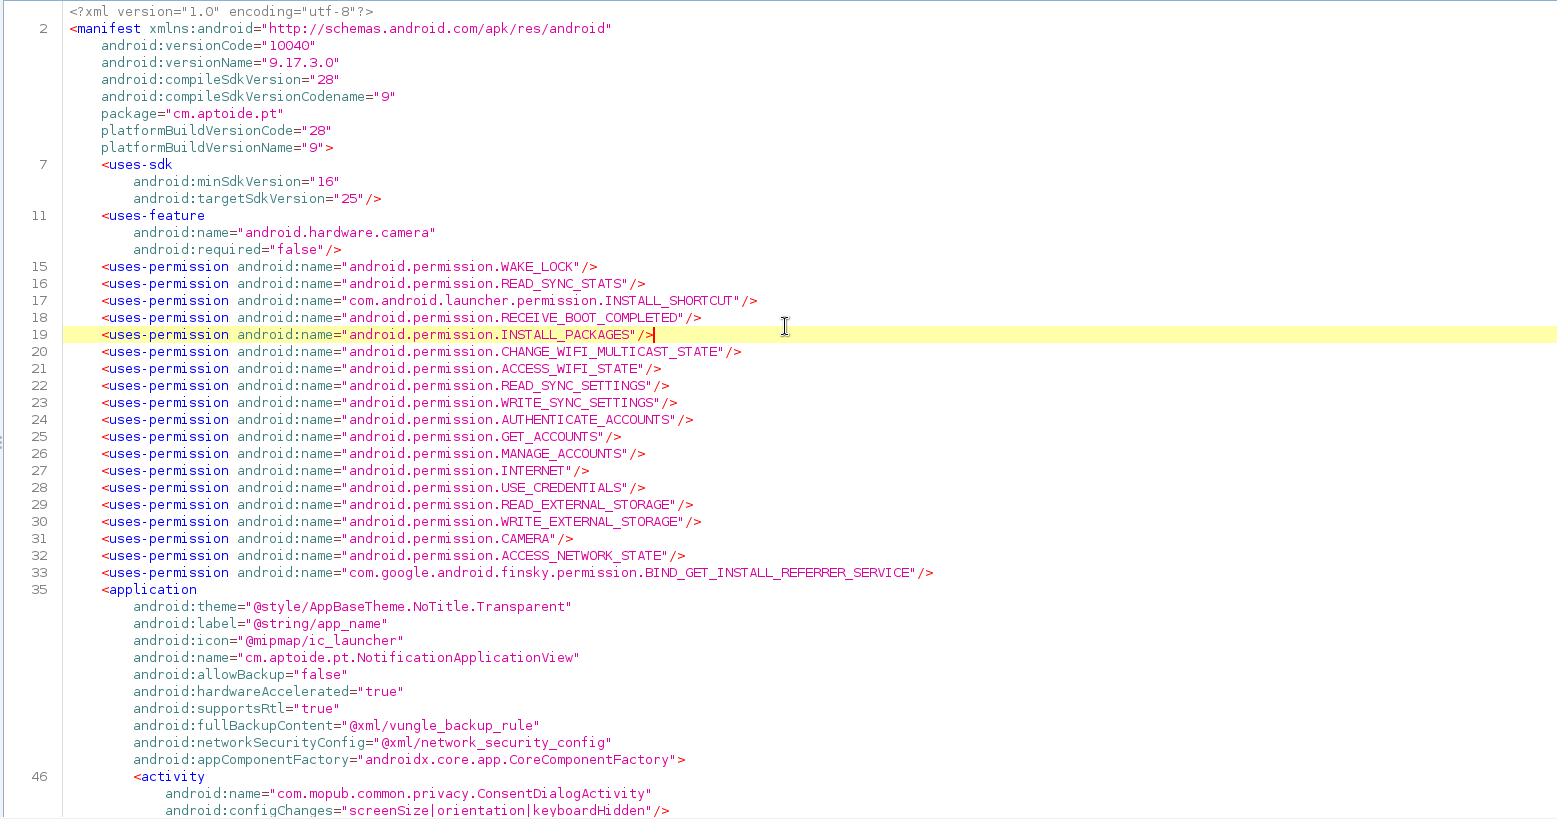 <?xml version="1.0" encoding="utf-8"?>
2 <manifest xmlns:android="http://schemas.android.com/apk/res/android"
android:versionCode="10040"
android:versionName="9.17.3.0"
android:compileSdkVersion="28"
android:compileSdkVersionCodename="9"
package="cm.aptoide.pt"
platformBuildVersionCode="28"
platformBuildVersionName="9">
7 <uses-sdk
android:minSdkVersion="16"
android:targetSdkVersion="25"/>
11 <uses-feature
android:name="android.hardware.camera"
android:required="false"/>
15 <uses-permission android:name="android.permission.WAKE_LOCK"/>
16 <uses-permission android:name="android.permission.READ_SYNC_STATS"/>
17 <uses-permission android:name="com.android.launcher.permission.INSTALL_SHORTCUT"/>
18 <uses-permission android:name="android.permission.RECEIVE_BOOT_COMPLETED"/>
19 <uses-permission android:name="android.permission.INSTALL_PACKAGES"/>
20 <uses-permission android:name="android.permission.CHANGE_WIFI_MULTICAST_STATE"/>
21 <uses-permission android:name="android.permission.ACCESS_WIFI_STATE"/>
22 <uses-permission android:name="android.permission.READ_SYNC_SETTINGS"/>
23 <uses-permission android:name="android.permission.WRITE_SYNC_SETTINGS"/>
24 <uses-permission android:name="android.permission.AUTHENTICATE_ACCOUNTS"/>
25 <uses-permission android:name="android.permission.GET_ACCOUNTS"/>
26 <uses-permission android:name="android.permission.MANAGE_ACCOUNTS"/>
27 <uses-permission android:name="android.permission.INTERNET"/>
28 <uses-permission android:name="android.permission.USE_CREDENTIALS"/>
29 <uses-permission android:name="android.permission.READ_EXTERNAL_STORAGE"/>
30 <uses-permission android:name="android.permission.WRITE_EXTERNAL_STORAGE"/>
31 <uses-permission android:name="android.permission.CAMERA"/>
32 <uses-permission android:name="android.permission.ACCESS_NETWORK_STATE"/>
33 <uses-permission android:name="com.google.android.finsky.permission.BIND_GET_INSTALL_REFERRER_SERVICE"/>
35 <application
android:theme="@style/AppBaseTheme.NoTitle.Transparent"
android:label="@string/app_name"
android:icon="@mipmap/ic_launcher"
android:name="cm.aptoide.pt.NotificationApplicationView"
android:allowBackup="false"
android:hardwareAccelerated="true"
android:supportsRtl="true"
android:fullBackupContent="@xml/vungle_backup_rule"
android:networkSecurityConfig="@xml/network_security_config"
android:appComponentFactory="androidx.core.app.CoreComponentFactory">
46 <activity
android:name="com.mopub.common.privacy.ConsentDialogActivity"
android:configChanges="screenSize|orientation|keyboardHidden"/>